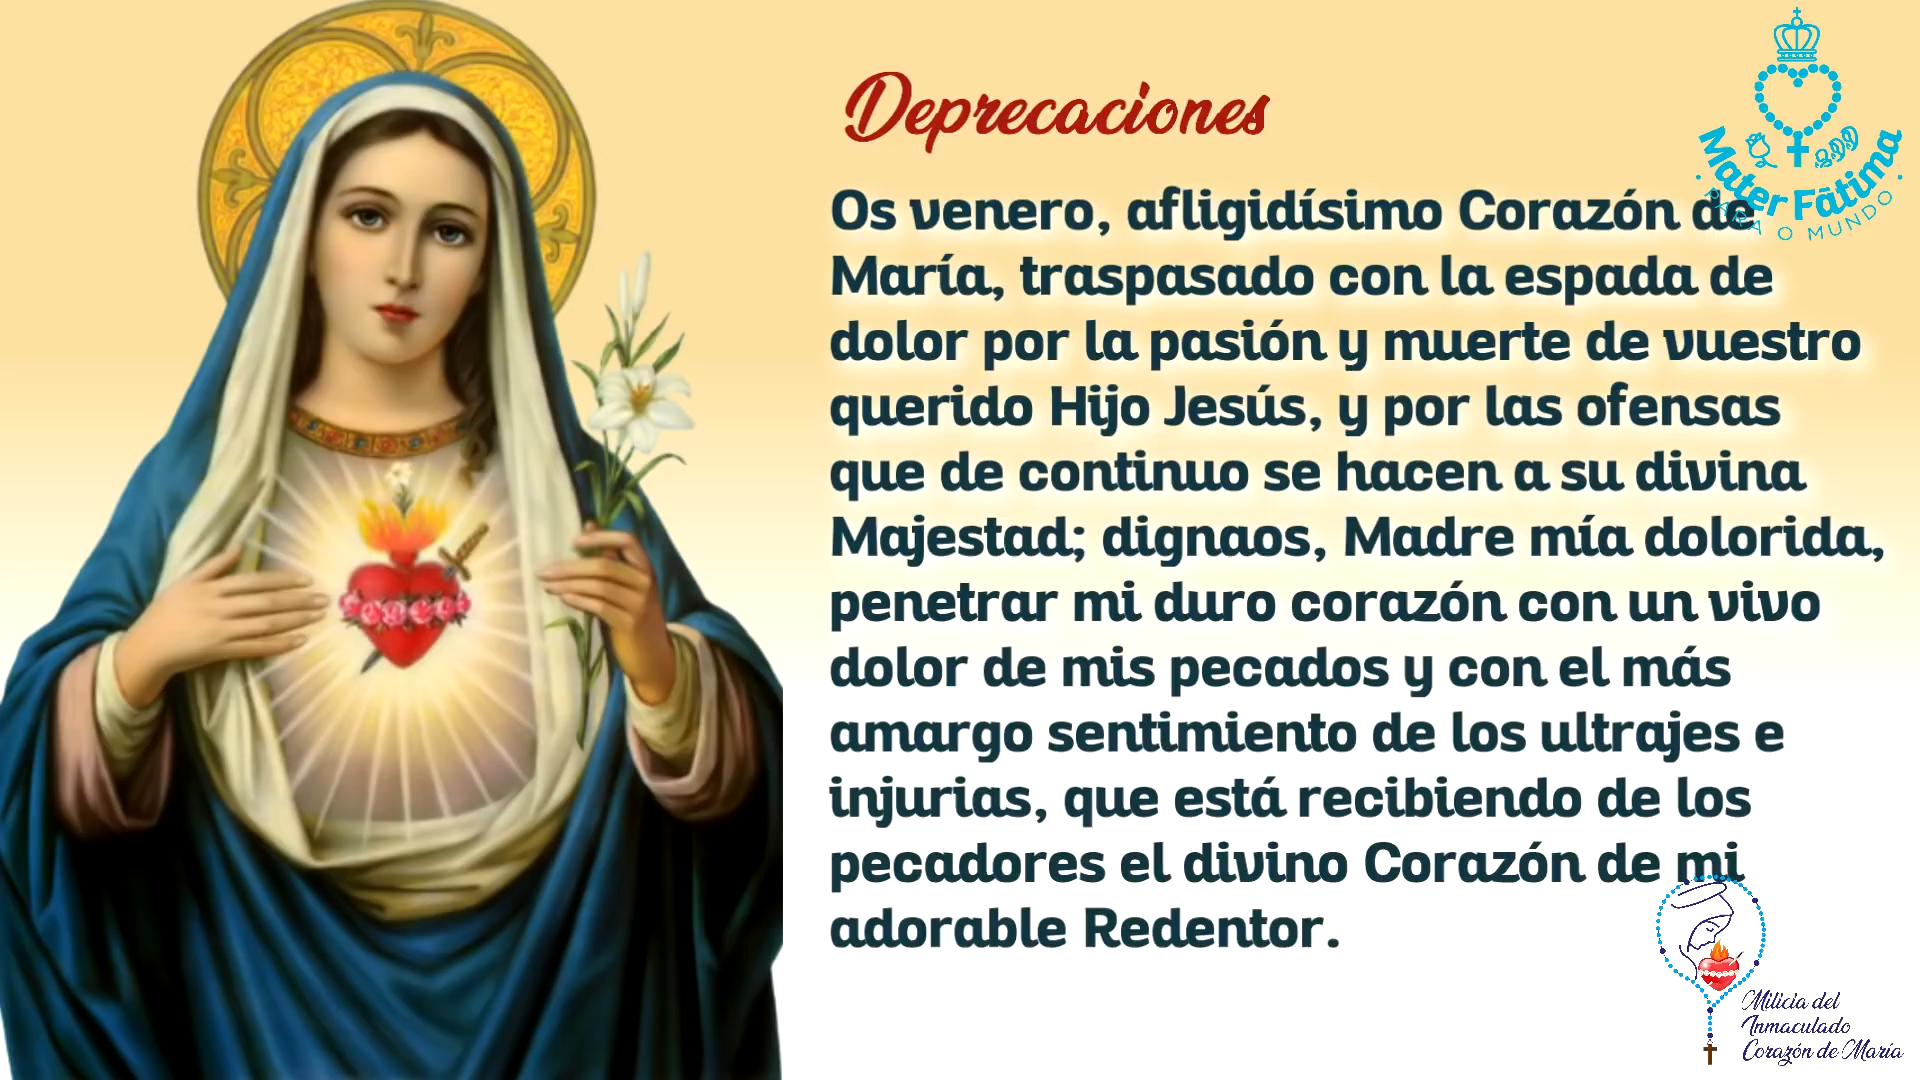 Deprecaciones
Os venero, afligidísimo Corazón de
María, traspasado con la espada de
dolor por la pasión y muerte de vuestro
querido Hijo Jesús, y por las ofensas
que de continuo se hacen a su divina
Majestad; dignaos, Madre mía dolorida,
penetrar mi duro corazón con un vivo
dolor de mis pecados y con el más
amargo sentimiento de los ultrajes e
injurias, que está recibiendo de los
pecadores el divino Corazón de mi
adorable Redentor.
Mater Fátima
PARA O MUNDO
Milicia del
Inmaculado
Corazón de María